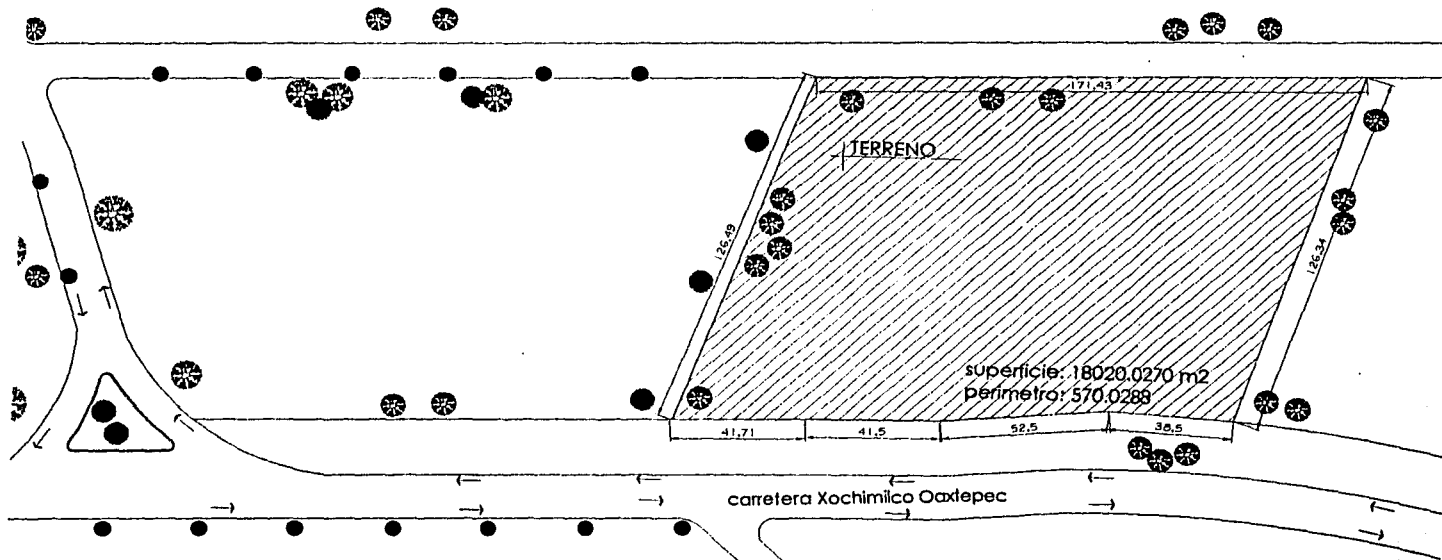 171.43
TERRENO
126.49
126.34
superficie: 18020.0270 m2
perimetro: 570.0288
41.71
41.5
52.5
38.5
carretera Xochimilco Oaxtepec